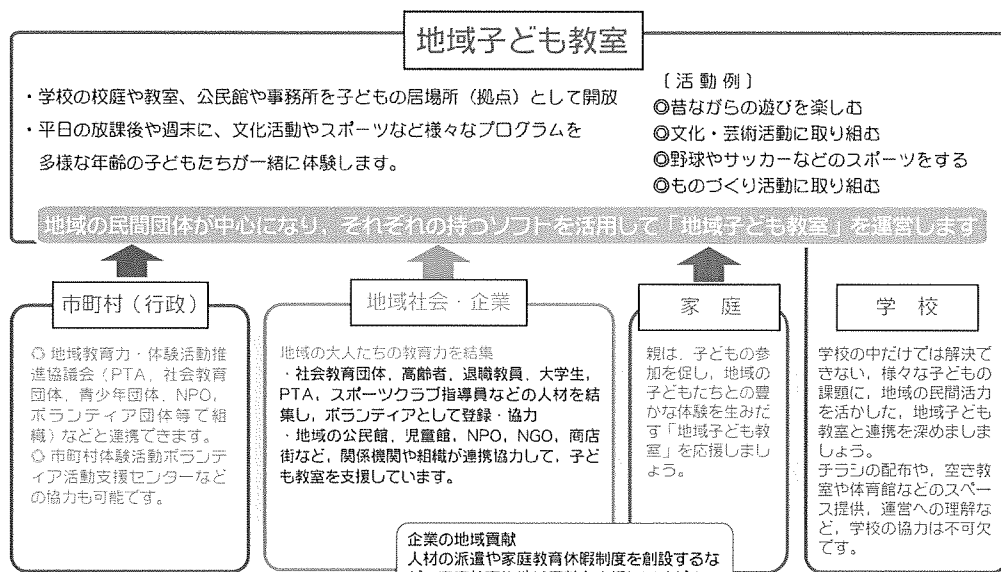 地域子ども教室
・学校の校庭や教室、公民館や事務所を子どもの居場所（拠点）として開放
・平日の放課後や週末に、文化活動やスポーツなど様々なプログラムを
多様な年齢の子どもたちが一緒に体験します。
〔活動例〕
◎昔ながらの遊びを楽しむ
◎文化・芸術活動に取り組む
◎野球やサッカーなどのスポーツをする
◎ものづくり活動に取り組む
地域の民間団体が中心になり，それぞれの持つソフトを活用して「地域子ども教室」を運営します
市町村（行政）
◎ 地域教育力・体験活動推
進協議会（PTA，社会教育
団体，青少年団体，NPO，
ボランティア団体等で組
織）などと連携できます。
◎ 市町村体験活動ボランテ
ィア活動支援センターなど
の協力も可能です。
地域社会・企業
地域の大人たちの教育力を結集
・社会教育団体，高齢者，退職教員，大学生，
PTA，スポーツクラブ指導員などの人材を結
集し，ボランティアとして登録・協力
・地域の公民館，児童館，NPO，NGO，商店
街など，関係機関や組織が連携協力して，子ど
も教室を支援しています。
企業の地域貢献
人材の派遣や家庭教育休暇制度を創設するな
家 庭
親は，子どもの参
加を促し，地域の
子どもたちとの豊
かな体験を生みだ
す「地域子ども教
室」を応援しまし
ょう。
学 校
学校の中だけでは解決で
きない，様々な子どもの
課題に，地域の民間活力
を活かした，地域子ども
教室と連携を深めましま
しょう。
チラシの配布や，空き教
室や体育館などのスペー
ス提供，運営への理解な
ど，学校の協力は不可欠
です。